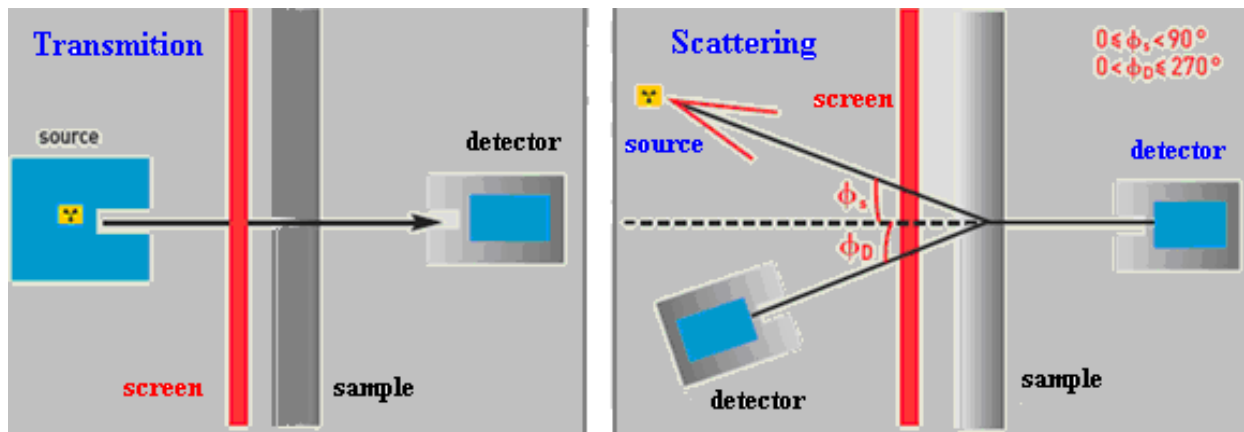 Transmition
source
detector
screen
sample
Scattering
0≤ϕs<90°
0<ϕD≤270°
screen
source
detector
ϕs
ϕD
detector
sample